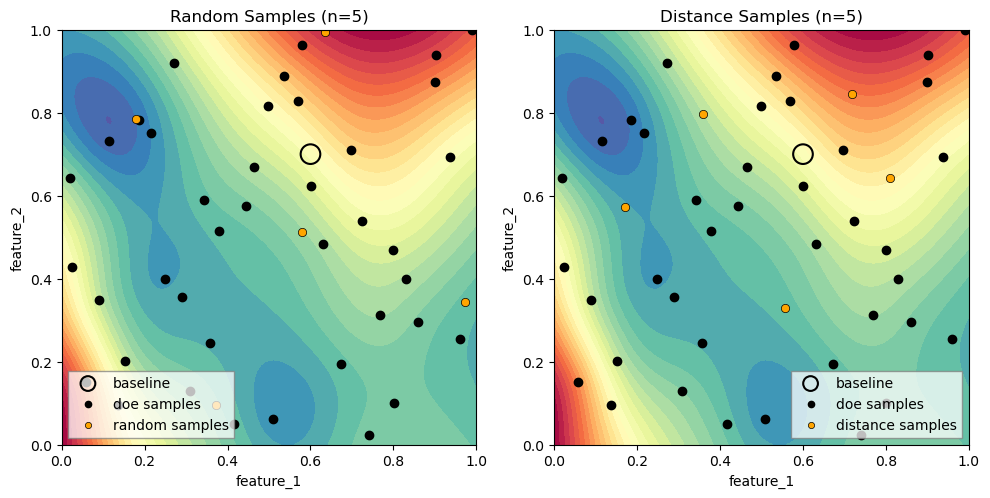 Random Samples (n=5)
1.0
0.8
0.6
0.4
0.2
0.0
feature_2
baseline
doe samples
random samples
0.0 0.2 0.4 0.6 0.8 1.0
feature_1
Distance Samples (n=5)
1.0
0.8
0.6
0.4
0.2
0.0
feature_2
baseline
doe samples
distance samples
0.0 0.2 0.4 0.6 0.8 1.0
feature_1